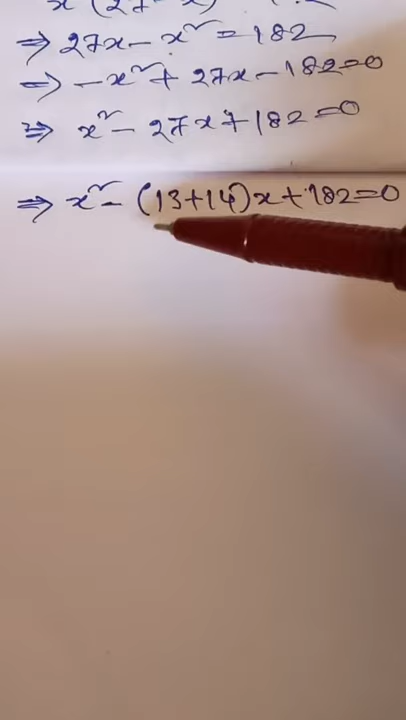 ⇒ 27x - x² = 182
⇒ -x² + 27x - 182 = 0
⇒ x² - 27x + 182 = 0
⇒ x² - (13+14)x + 182 = 0